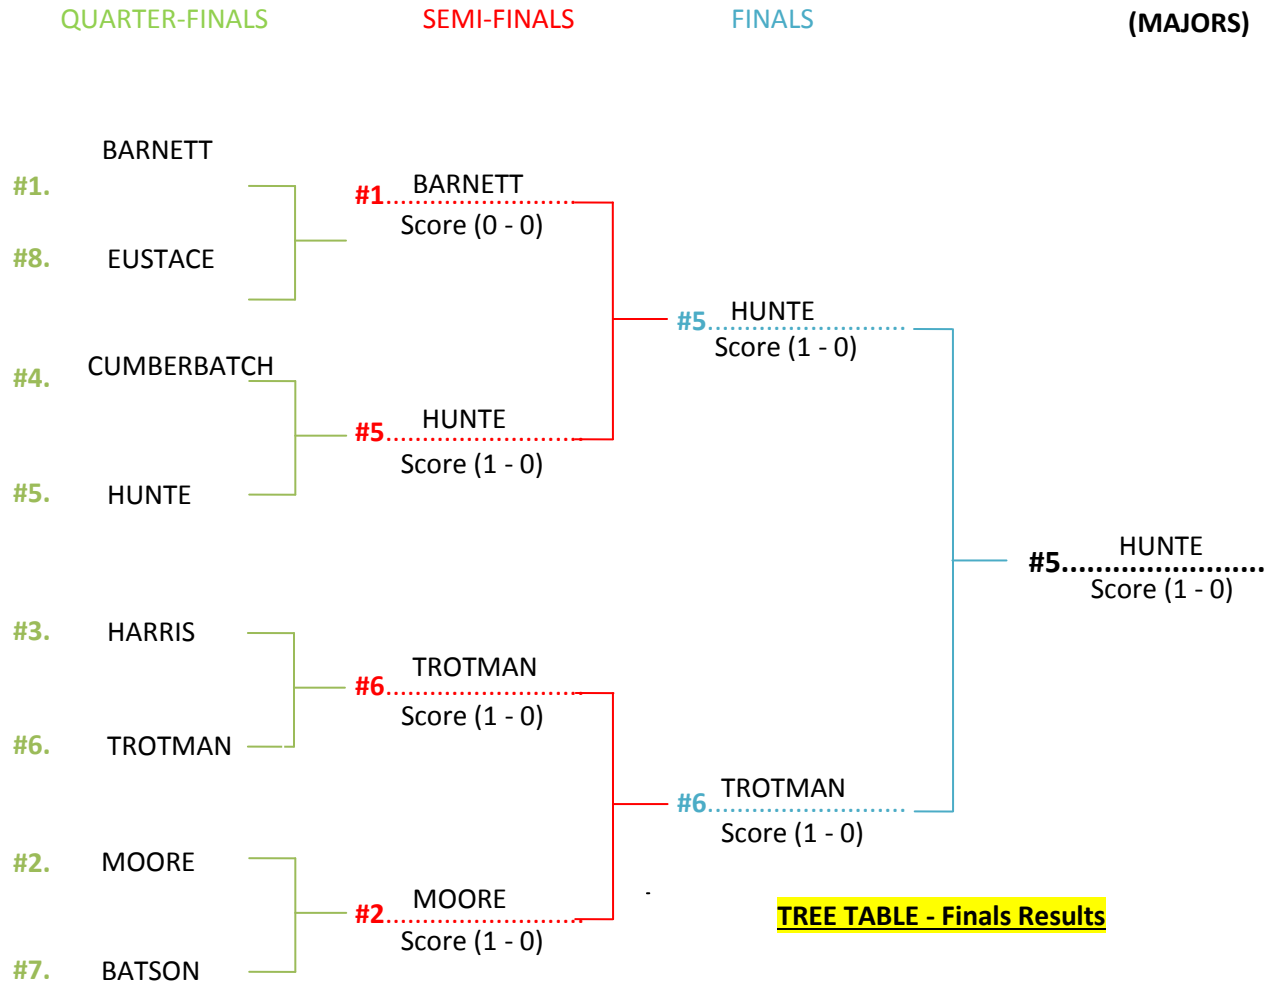 QUARTER-FINALS SEMI-FINALS FINALS (MAJORS)
BARNETT
#1.
#8. EUSTACE
#1 BARNETT
Score (0 - 0)
CUMBERBATCH
#4.
#5. HUNTE
#5 HUNTE
Score (1 - 0)
#5 HUNTE
Score (1 - 0)
#3. HARRIS
#6. TROTMAN
#6 TROTMAN
Score (1 - 0)
#2. MOORE
#7. BATSON
#2 MOORE
Score (1 - 0)
#6 TROTMAN
Score (1 - 0)
#5 HUNTE
Score (1 - 0)
TREE TABLE - Finals Results